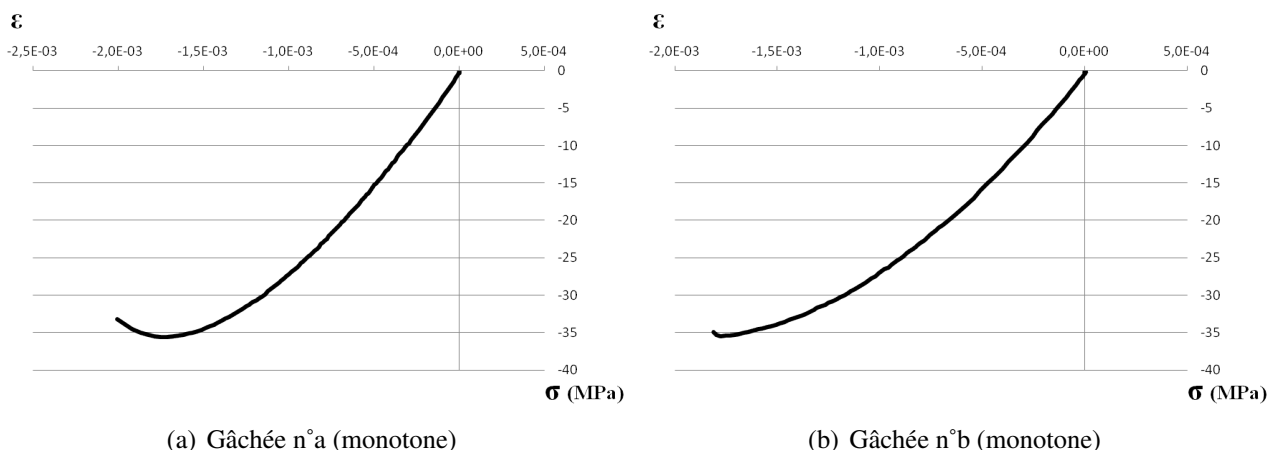 ε ε
-2,5E-03 -2,0E-03 -1,5E-03 -1,0E-03 -5,0E-04 0,0E+00 5,0E-04
-2,0E-03 -1,5E-03 -1,0E-03 -5,0E-04 0,0E+00 5,0E-04
0 0
-5 -5
-10 -10
-15 -15
-20 -20
-25 -25
-30 -30
-35 -35
-40 -40
σ (MPa) σ (MPa)
(a) Gâchée n°a (monotone) (b) Gâchée n°b (monotone)